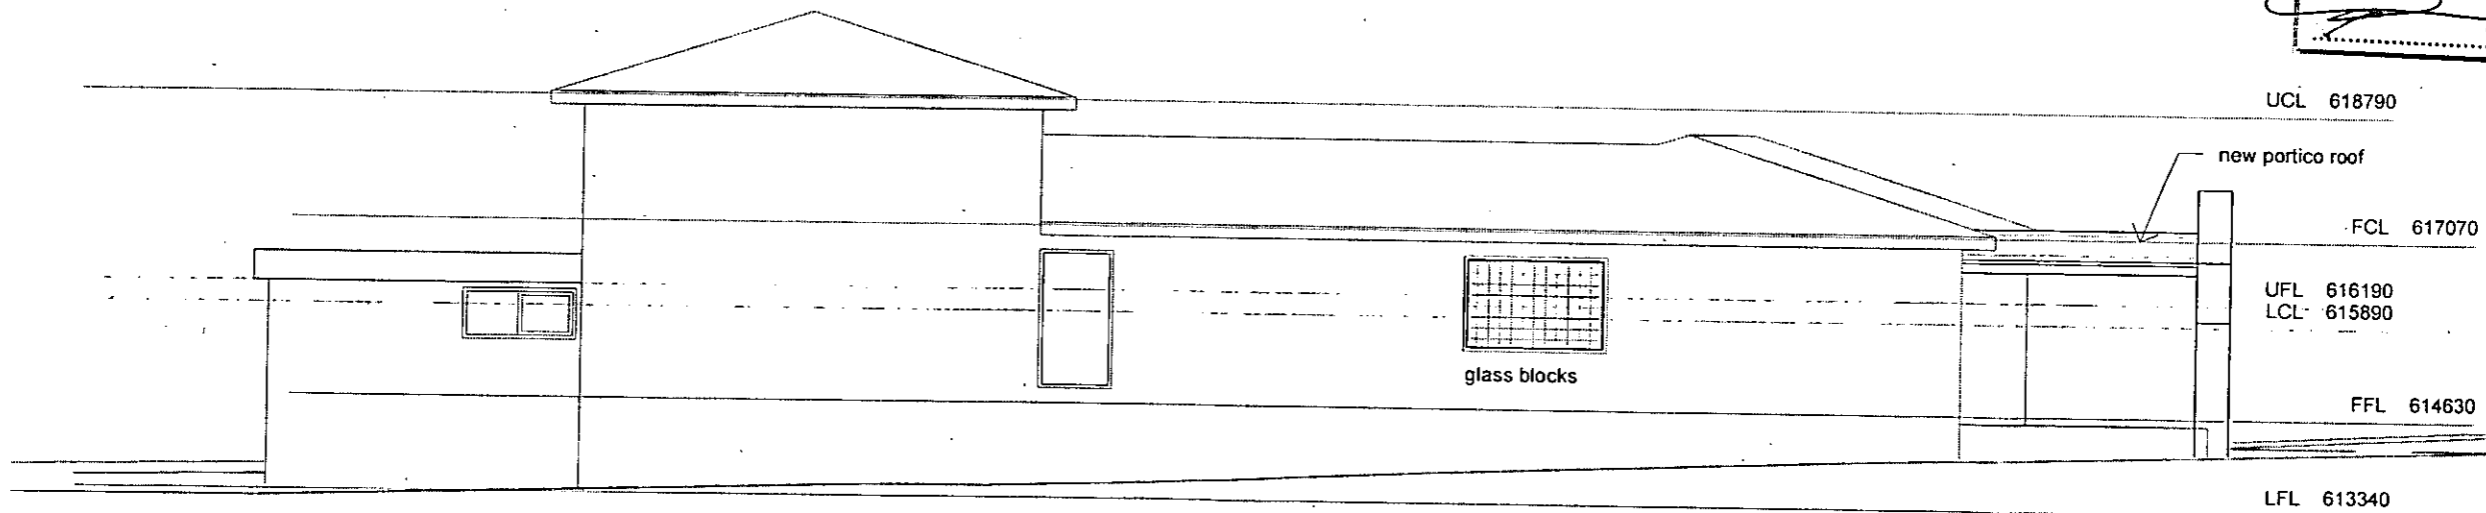 UCL 618790
new portico roof
FCL 617070
UFL 616190
LCL 615890
glass blocks
FFL 614630
LFL 613340